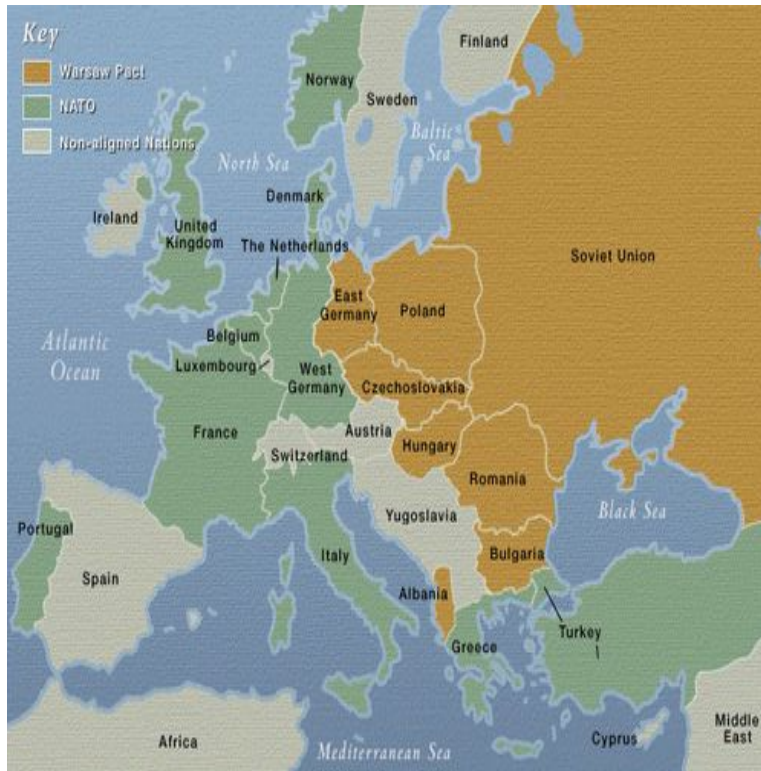 Key
Warsaw Pact
NATO
Non-aligned Nations
Finland
Norway
Sweden
Baltic
Sea
North Sea
Denmark
Ireland
United
Kingdom
The Netherlands
Soviet Union
East
Germany
Poland
Atlantic
Ocean
Belgium
Luxembourg
West
Germany
Czechoslovakia
France
Austria
Switzerland
Hungary
Romania
Yugoslavia
Black Sea
Portugal
Spain
Italy
Bulgaria
Albania
Greece
Turkey
Africa
Mediterranean Sea
Cyprus
Middle
East